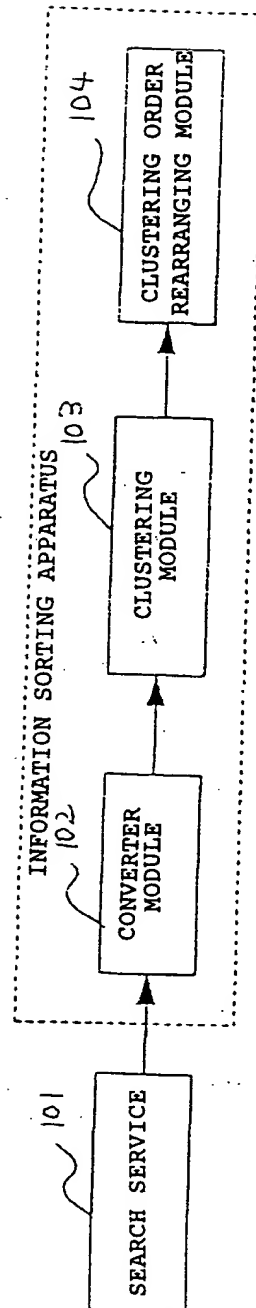 INFORMATION SORTING APPARATUS
101
SEARCH SERVICE
102
CONVERTER
MODULE
103
CLUSTERING
MODULE
104
CLUSTERING ORDER
REARRANGING MODULE